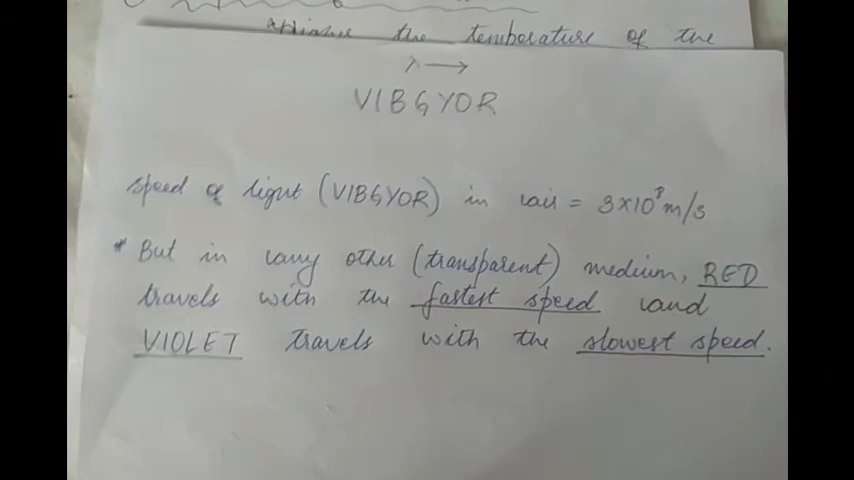 the temperature of the
λ →
VIBGYOR
speed of light (VIBGYOR) in air = 3×10⁸ m/s
* But in any other (transparent) medium, RED
travels with the fastest speed and
VIOLET travels with the slowest speed.